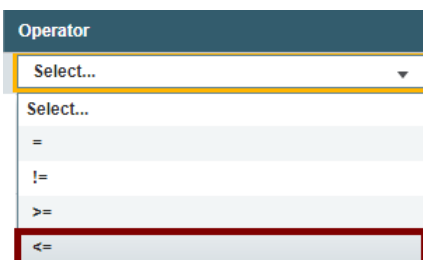 Operator
Select...
Select...
=
!=
>=
<=